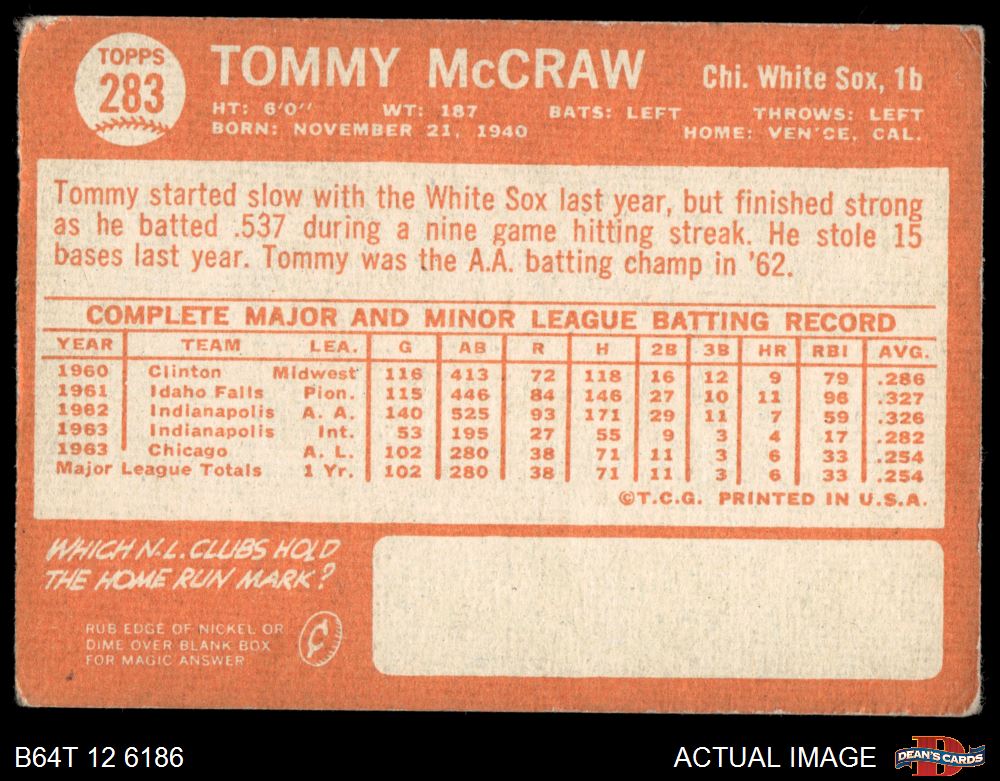 TOPPS
283
TOMMY McCRAW
Chi. White Sox, 1b
HT: 6'0'' WT: 187 BATS: LEFT THROWS: LEFT
BORN: NOVEMBER 21, 1940 HOME: VEN'CE, CAL.
Tommy started slow with the White Sox last year, but finished strong
as he batted .537 during a nine game hitting streak. He stole 15
bases last year. Tommy was the A.A. batting champ in '62.
COMPLETE MAJOR AND MINOR LEAGUE BATTING RECORD
YEAR TEAM LEA. G AB R H 2B 3B HR RBI AVG.
1960 Clinton Midwest 116 413 72 118 16 12 9 79 .286
1961 Idaho Falls Pion. 115 446 84 146 27 10 11 96 .327
1962 Indianapolis A. A. 140 525 93 171 29 11 7 59 .326
1963 Indianapolis Int. 53 195 27 55 9 3 4 17 .282
1963 Chicago A. L. 102 280 38 71 11 3 6 33 .254
Major League Totals 1 Yr. 102 280 38 71 11 3 6 33 .254
©T.C.G. PRINTED IN U.S.A.
WHICH N.L. CLUBS HOLD
THE HOME RUN MARK?
RUB EDGE OF NICKEL OR
DIME OVER BLANK BOX
FOR MAGIC ANSWER
B64T 12 6186
ACTUAL IMAGE
D
DEAN'S CARDS